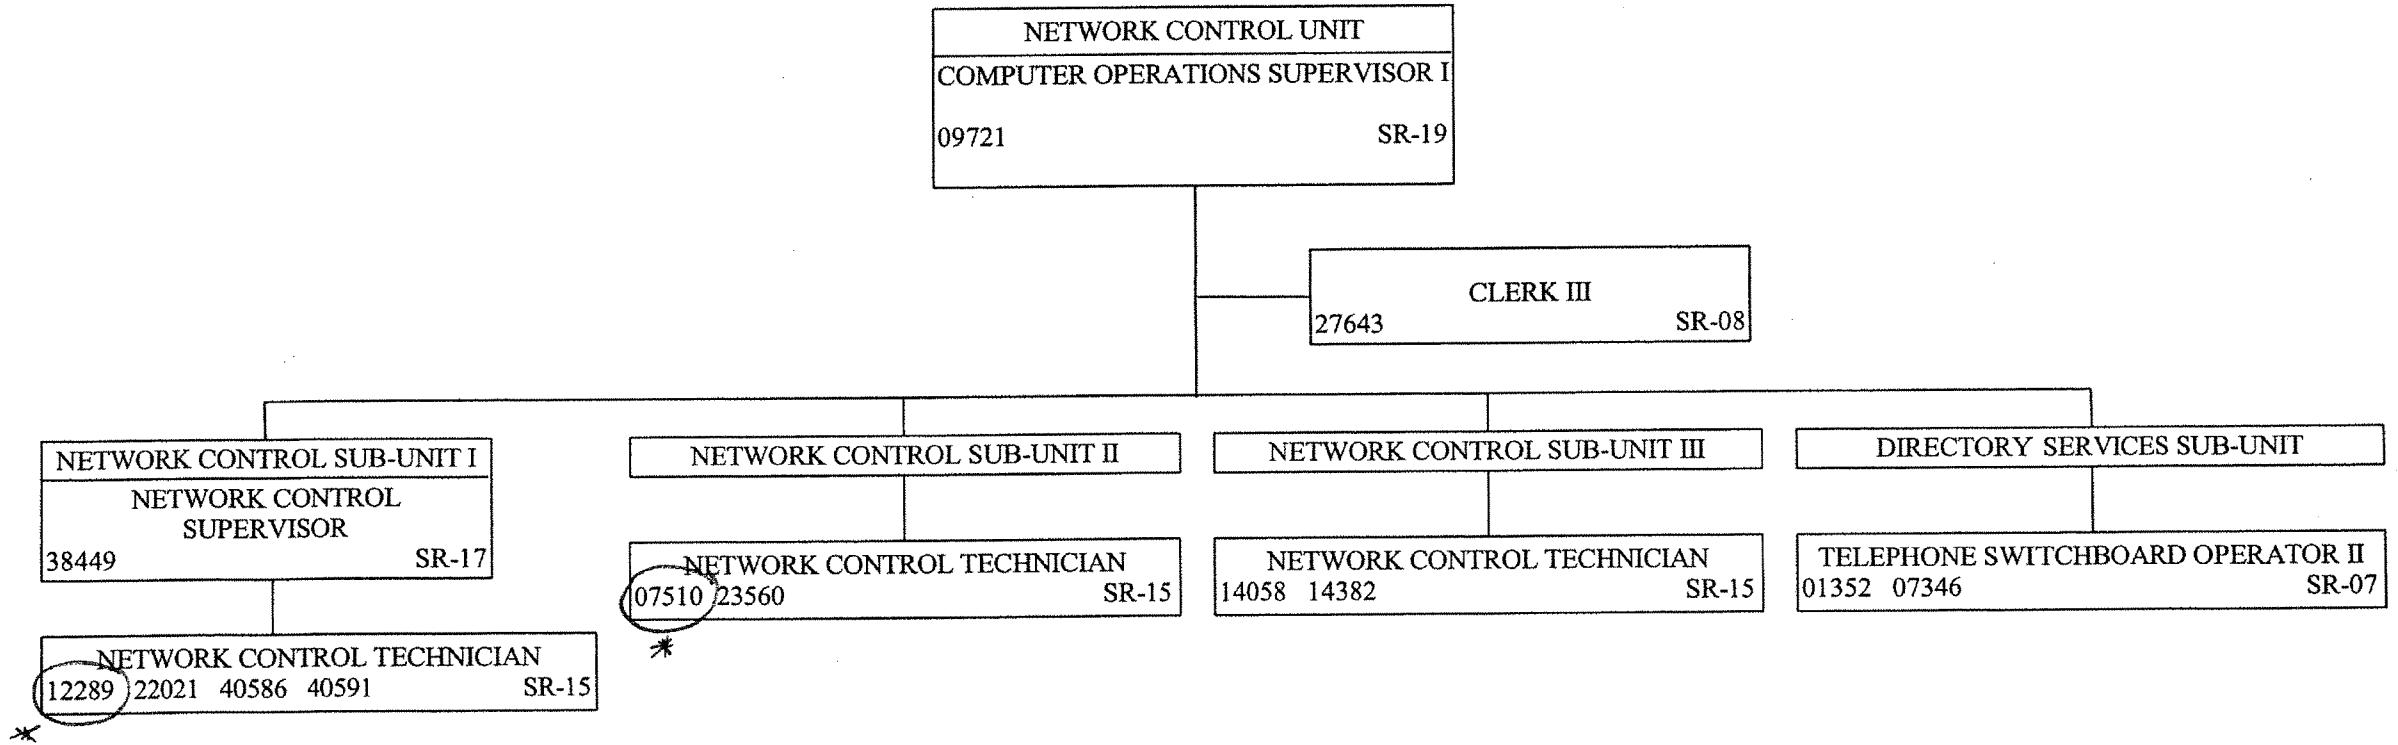 NETWORK CONTROL UNIT
COMPUTER OPERATIONS SUPERVISOR I
09721 SR-19
CLERK III
27643 SR-08
NETWORK CONTROL SUB-UNIT I
NETWORK CONTROL
SUPERVISOR
38449 SR-17
NETWORK CONTROL TECHNICIAN
12289 22021 40586 40591 SR-15
*
NETWORK CONTROL SUB-UNIT II
NETWORK CONTROL TECHNICIAN
07510 23560 SR-15
*
NETWORK CONTROL SUB-UNIT III
NETWORK CONTROL TECHNICIAN
14058 14382 SR-15
DIRECTORY SERVICES SUB-UNIT
TELEPHONE SWITCHBOARD OPERATOR II
01352 07346 SR-07